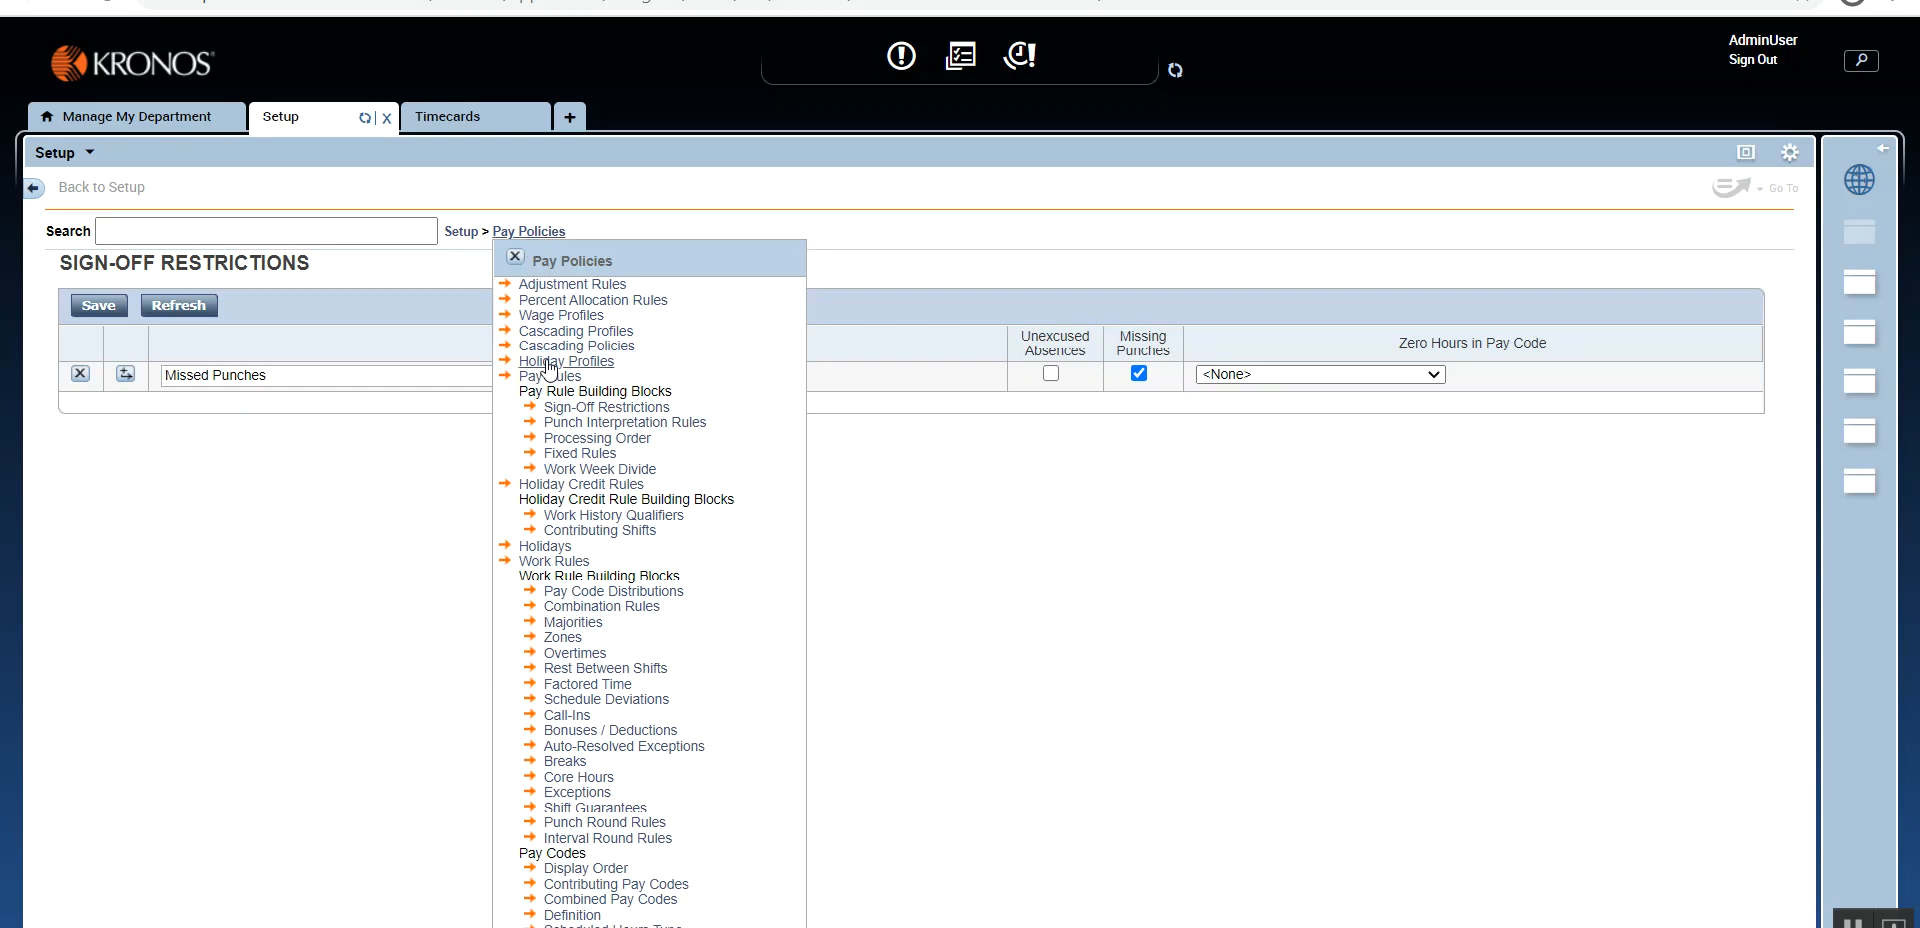 KRONOS
AdminUser
Sign Out
Manage My Department
Setup
X
Timecards
+
Setup
Back to Setup
Go To
Search
Setup > Pay Policies
SIGN-OFF RESTRICTIONS
Pay Policies
Save
Refresh
Unexcused Absences
Missing Punches
Zero Hours in Pay Code
Missed Punches
<None>
Adjustment Rules
Percent Allocation Rules
Wage Profiles
Cascading Profiles
Cascading Policies
Holiday Profiles
Pay Rules
Pay Rule Building Blocks
Sign-Off Restrictions
Punch Interpretation Rules
Processing Order
Fixed Rules
Work Week Divide
Holiday Credit Rules
Holiday Credit Rule Building Blocks
Work History Qualifiers
Contributing Shifts
Holidays
Work Rules
Work Rule Building Blocks
Pay Code Distributions
Combination Rules
Majorities
Zones
Overtimes
Rest Between Shifts
Factored Time
Schedule Deviations
Call-Ins
Bonuses / Deductions
Auto-Resolved Exceptions
Breaks
Core Hours
Exceptions
Shift Guarantees
Punch Round Rules
Interval Round Rules
Pay Codes
Display Order
Contributing Pay Codes
Combined Pay Codes
Definition